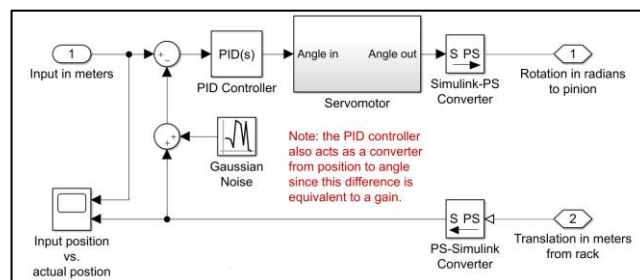 1
Input in meters
+
−
PID(s)
PID Controller
Angle in
Angle out
Servomotor
S PS
Simulink-PS
Converter
1
Rotation in radians
to pinion
+
+
Gaussian
Noise
Note: the PID controller
also acts as a converter
from position to angle
since this difference is
equivalent to a gain.
Input position
vs.
actual postion
S PS
PS-Simulink
Converter
2
Translation in meters
from rack